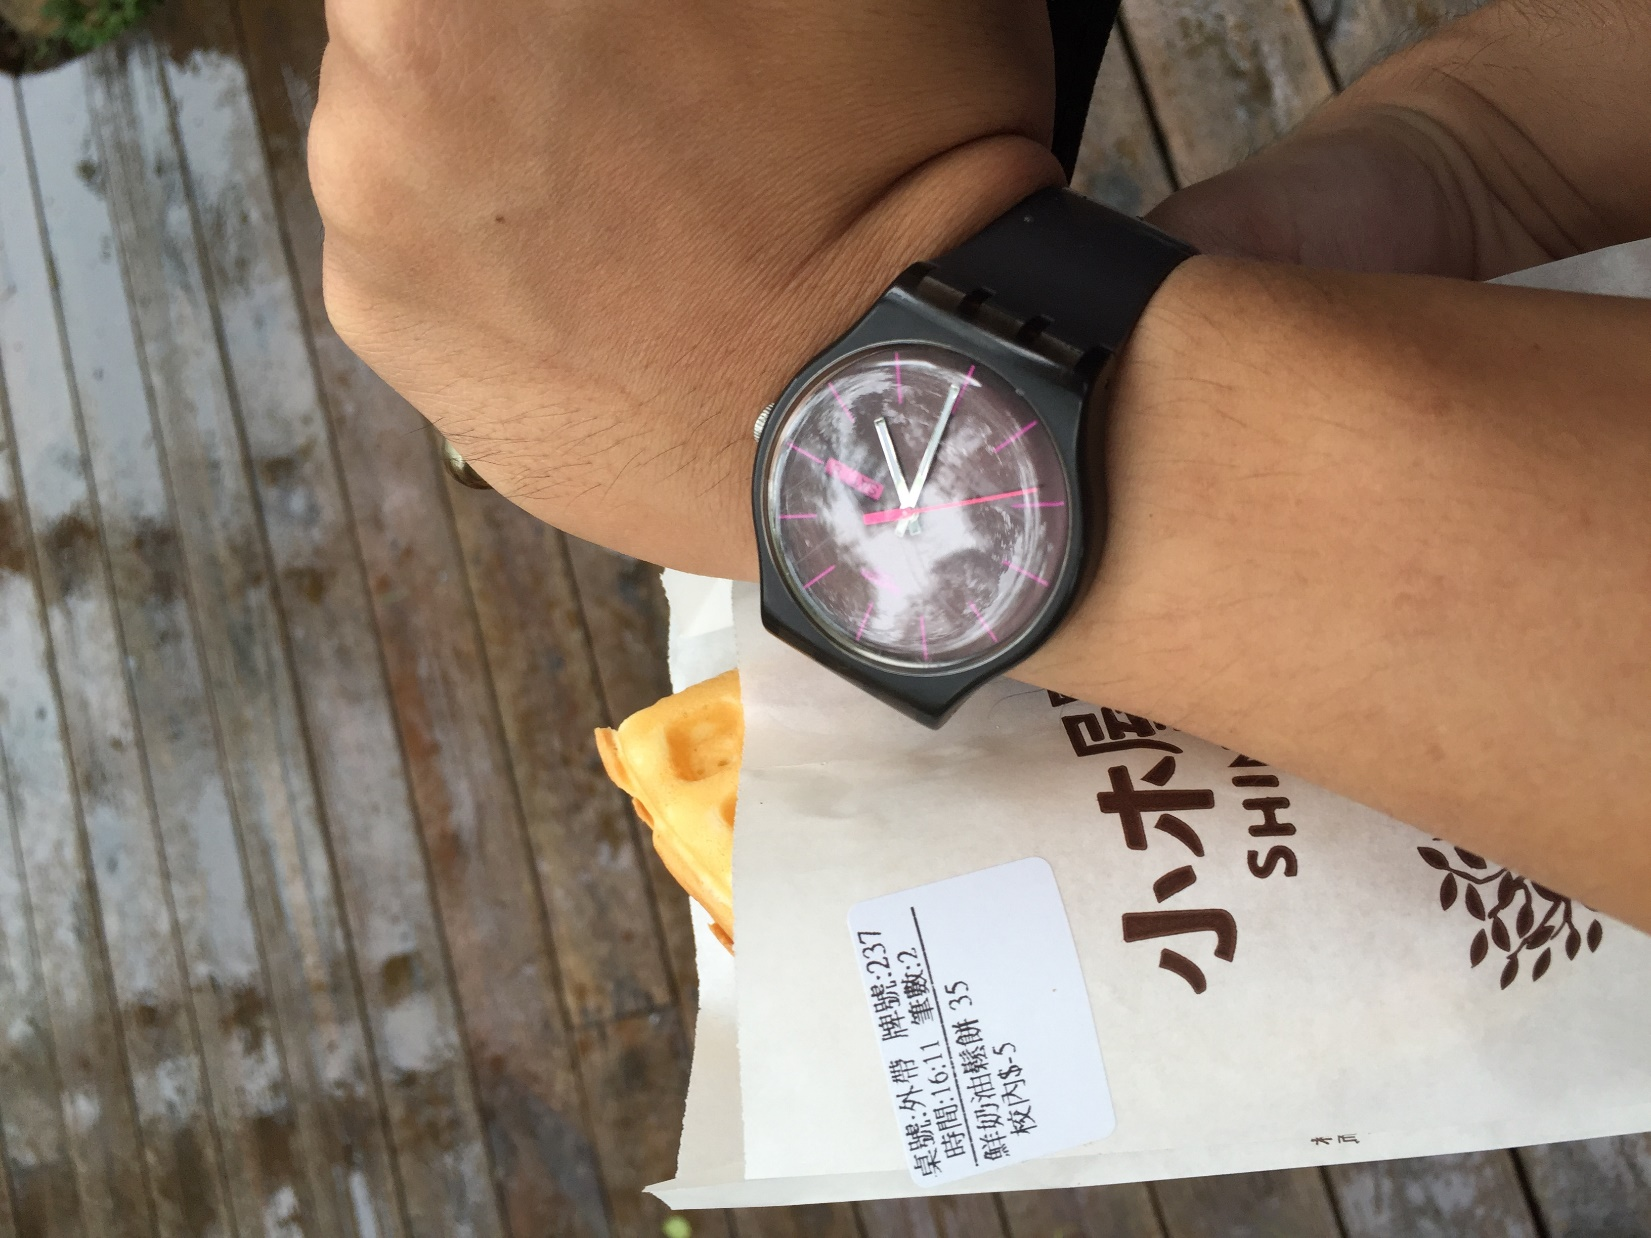 小木屋
SHI
桌號:外帶 牌號:237
時間:16:11 筆數:2
鮮奶油鬆餅 35
校內$-5